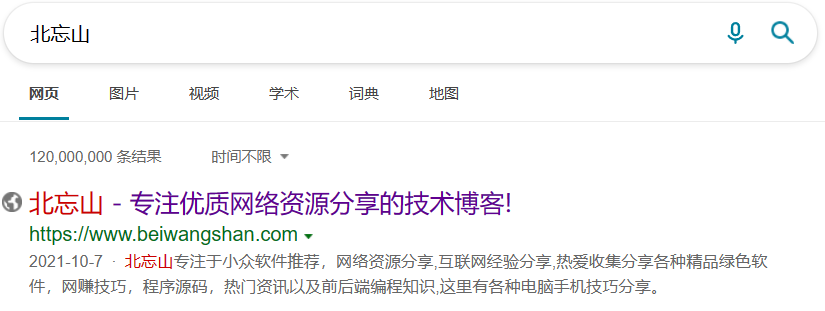 北忘山
网页 图片 视频 学术 词典 地图
120,000,000 条结果 时间不限
北忘山 - 专注优质网络资源分享的技术博客!
https://www.beiwangshan.com
2021-10-7 · 北忘山专注于小众软件推荐，网络资源分享,互联网经验分享,热爱收集分享各种精品绿色软
件，网赚技巧，程序源码，热门资讯以及前后端编程知识,这里有各种电脑手机技巧分享。